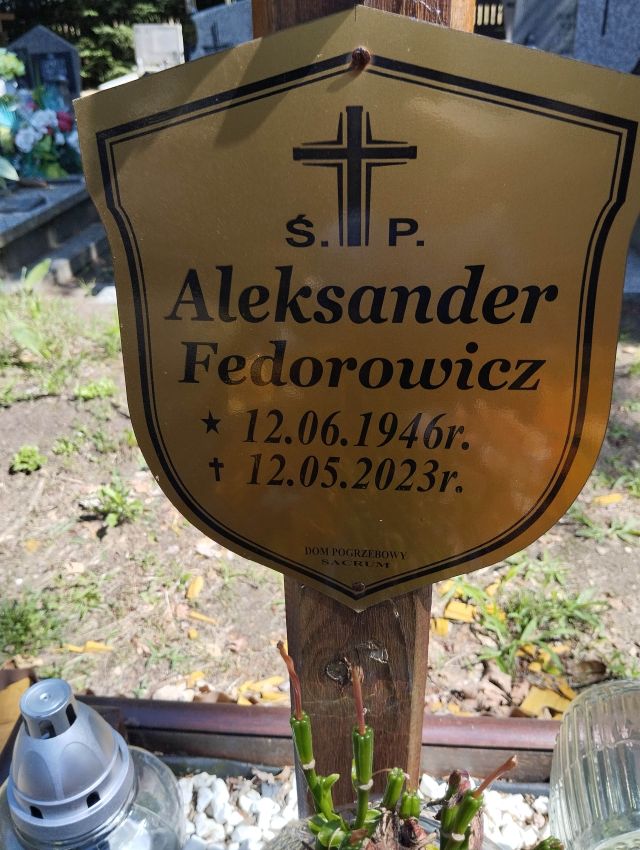 Ś. P.
Aleksander
Fedorowicz
★ 12.06.1946r.
✝ 12.05.2023r.
DOM POGRZEBOWY
SACRUM